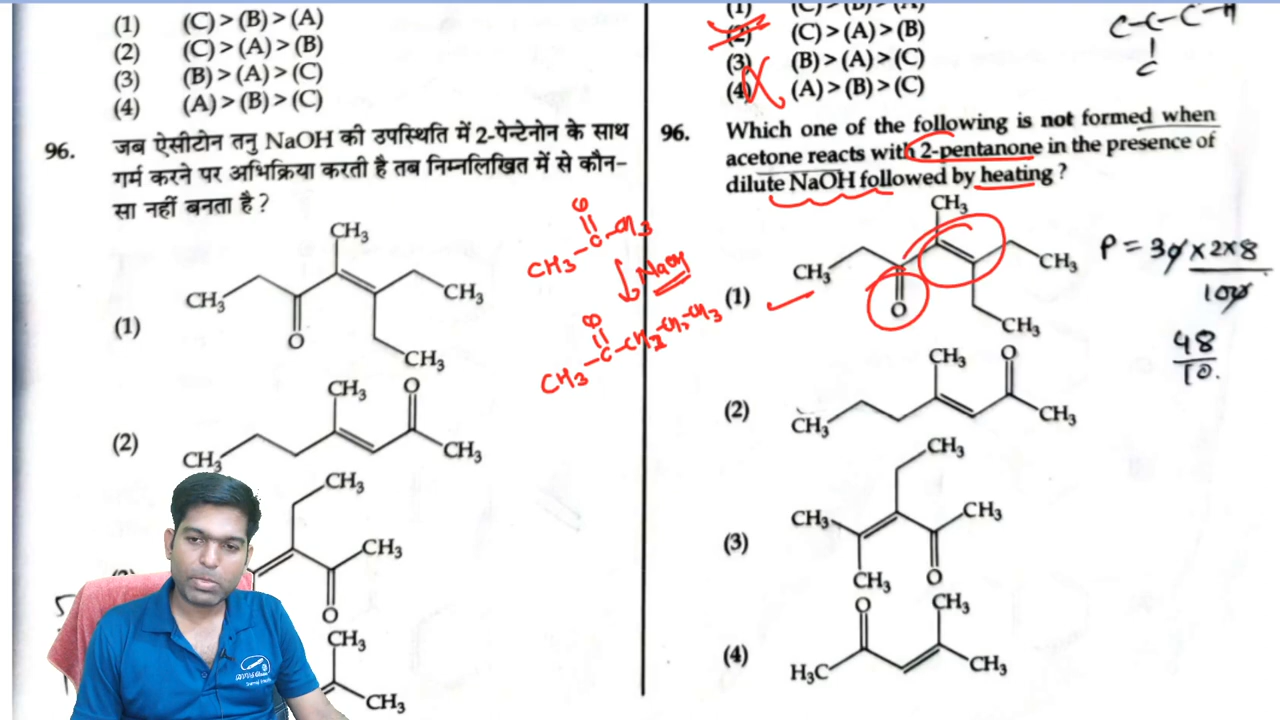 (1) (C) > (B) > (A)
(2) (C) > (A) > (B)
(3) (B) > (A) > (C)
(4) (A) > (B) > (C)
96. जब ऐसीटोन तनु NaOH की उपस्थिति में 2-पेन्टेनोन के साथ
गर्म करने पर अभिक्रिया करती है तब निम्नलिखित में से कौन-
सा नहीं बनता है ?
CH₃
CH₃
CH₃
O
CH₃
(1)
CH₃
O
(2)
CH₃
CH₃
CH₃
CH₃
O
CH₃
CH₃
(1) (C) > (B) > (A)
(2) (C) > (A) > (B)
(3) (B) > (A) > (C)
(4) (A) > (B) > (C)
C-C-C-H
C
96. Which one of the following is not formed when
acetone reacts with 2-pentanone in the presence of
dilute NaOH followed by heating ?
O
CH₃ C CH₃
NaOH
O
CH₃ - C - CH₂ - CH₂ - CH₃
CH₃
CH₃
CH₃
(1)
O
CH₃
P = 30 × 2 × 8
100
48
10.
CH₃
O
(2)
CH₃
CH₃
CH₃
CH₃
CH₃
(3)
CH₃
O
O
CH₃
(4)
H₃C
CH₃